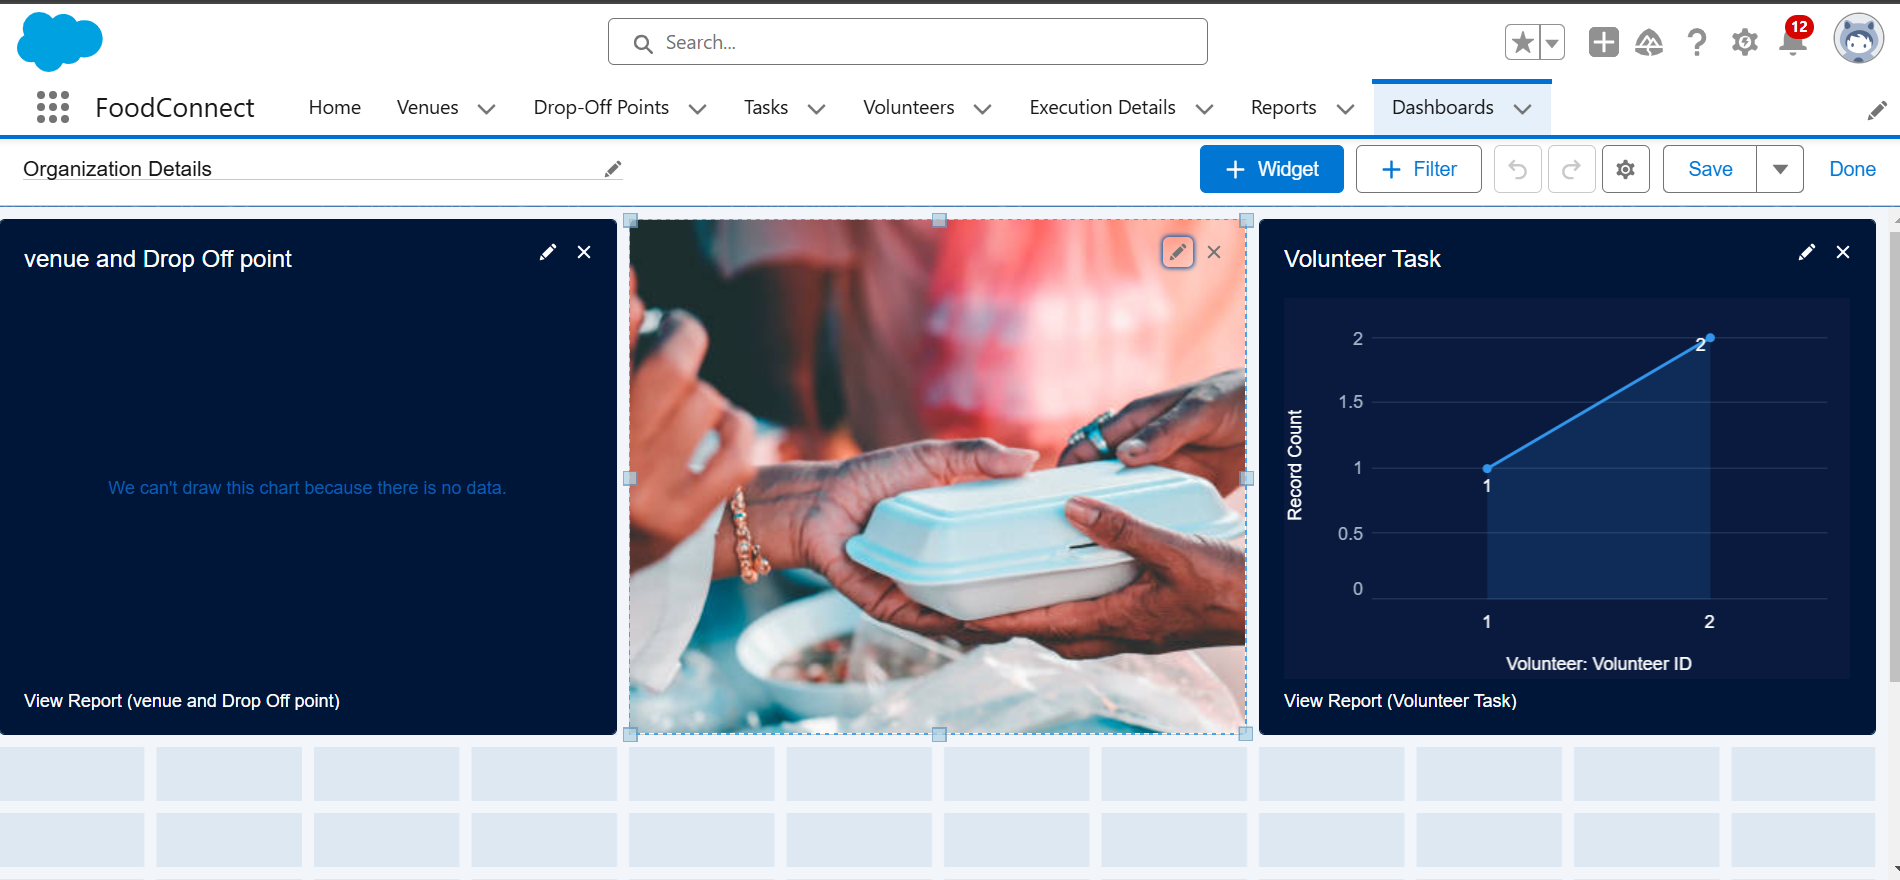 Search...
12
FoodConnect
Home
Venues
Drop-Off Points
Tasks
Volunteers
Execution Details
Reports
Dashboards
Organization Details
+ Widget
+ Filter
Save
Done
venue and Drop Off point
We can't draw this chart because there is no data.
View Report (venue and Drop Off point)
Volunteer Task
Record Count
2
1.5
1
0.5
0
1
2
1
2
Volunteer: Volunteer ID
View Report (Volunteer Task)